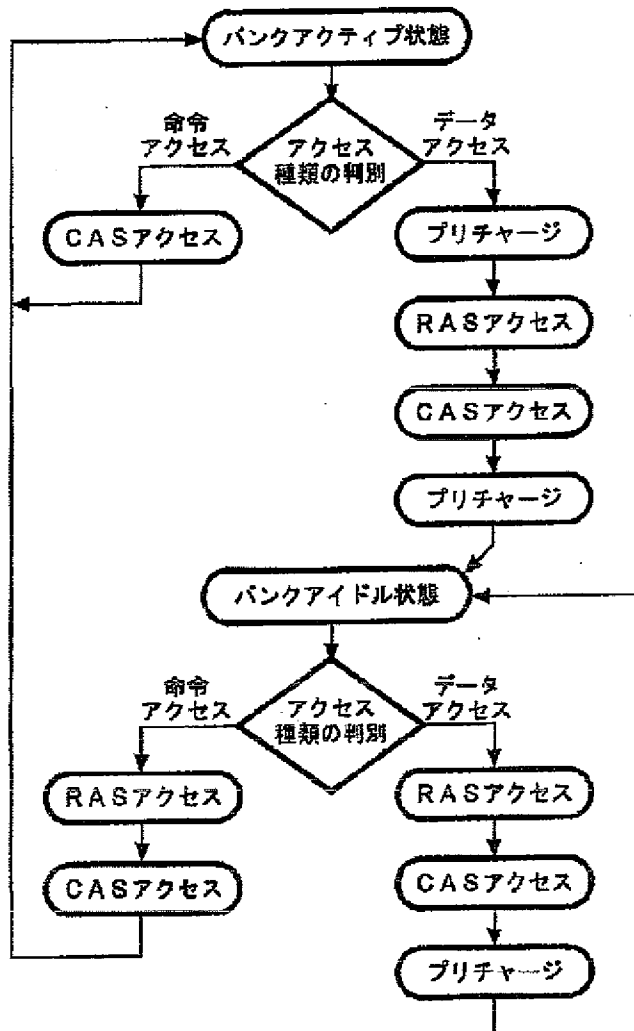 バンクアクティブ状態
命令
アクセス
アクセス
種類の判別
データ
アクセス
CASアクセス
プリチャージ
RASアクセス
CASアクセス
プリチャージ
バンクアイドル状態
命令
アクセス
アクセス
種類の判別
データ
アクセス
RASアクセス
CASアクセス
RASアクセス
CASアクセス
プリチャージ